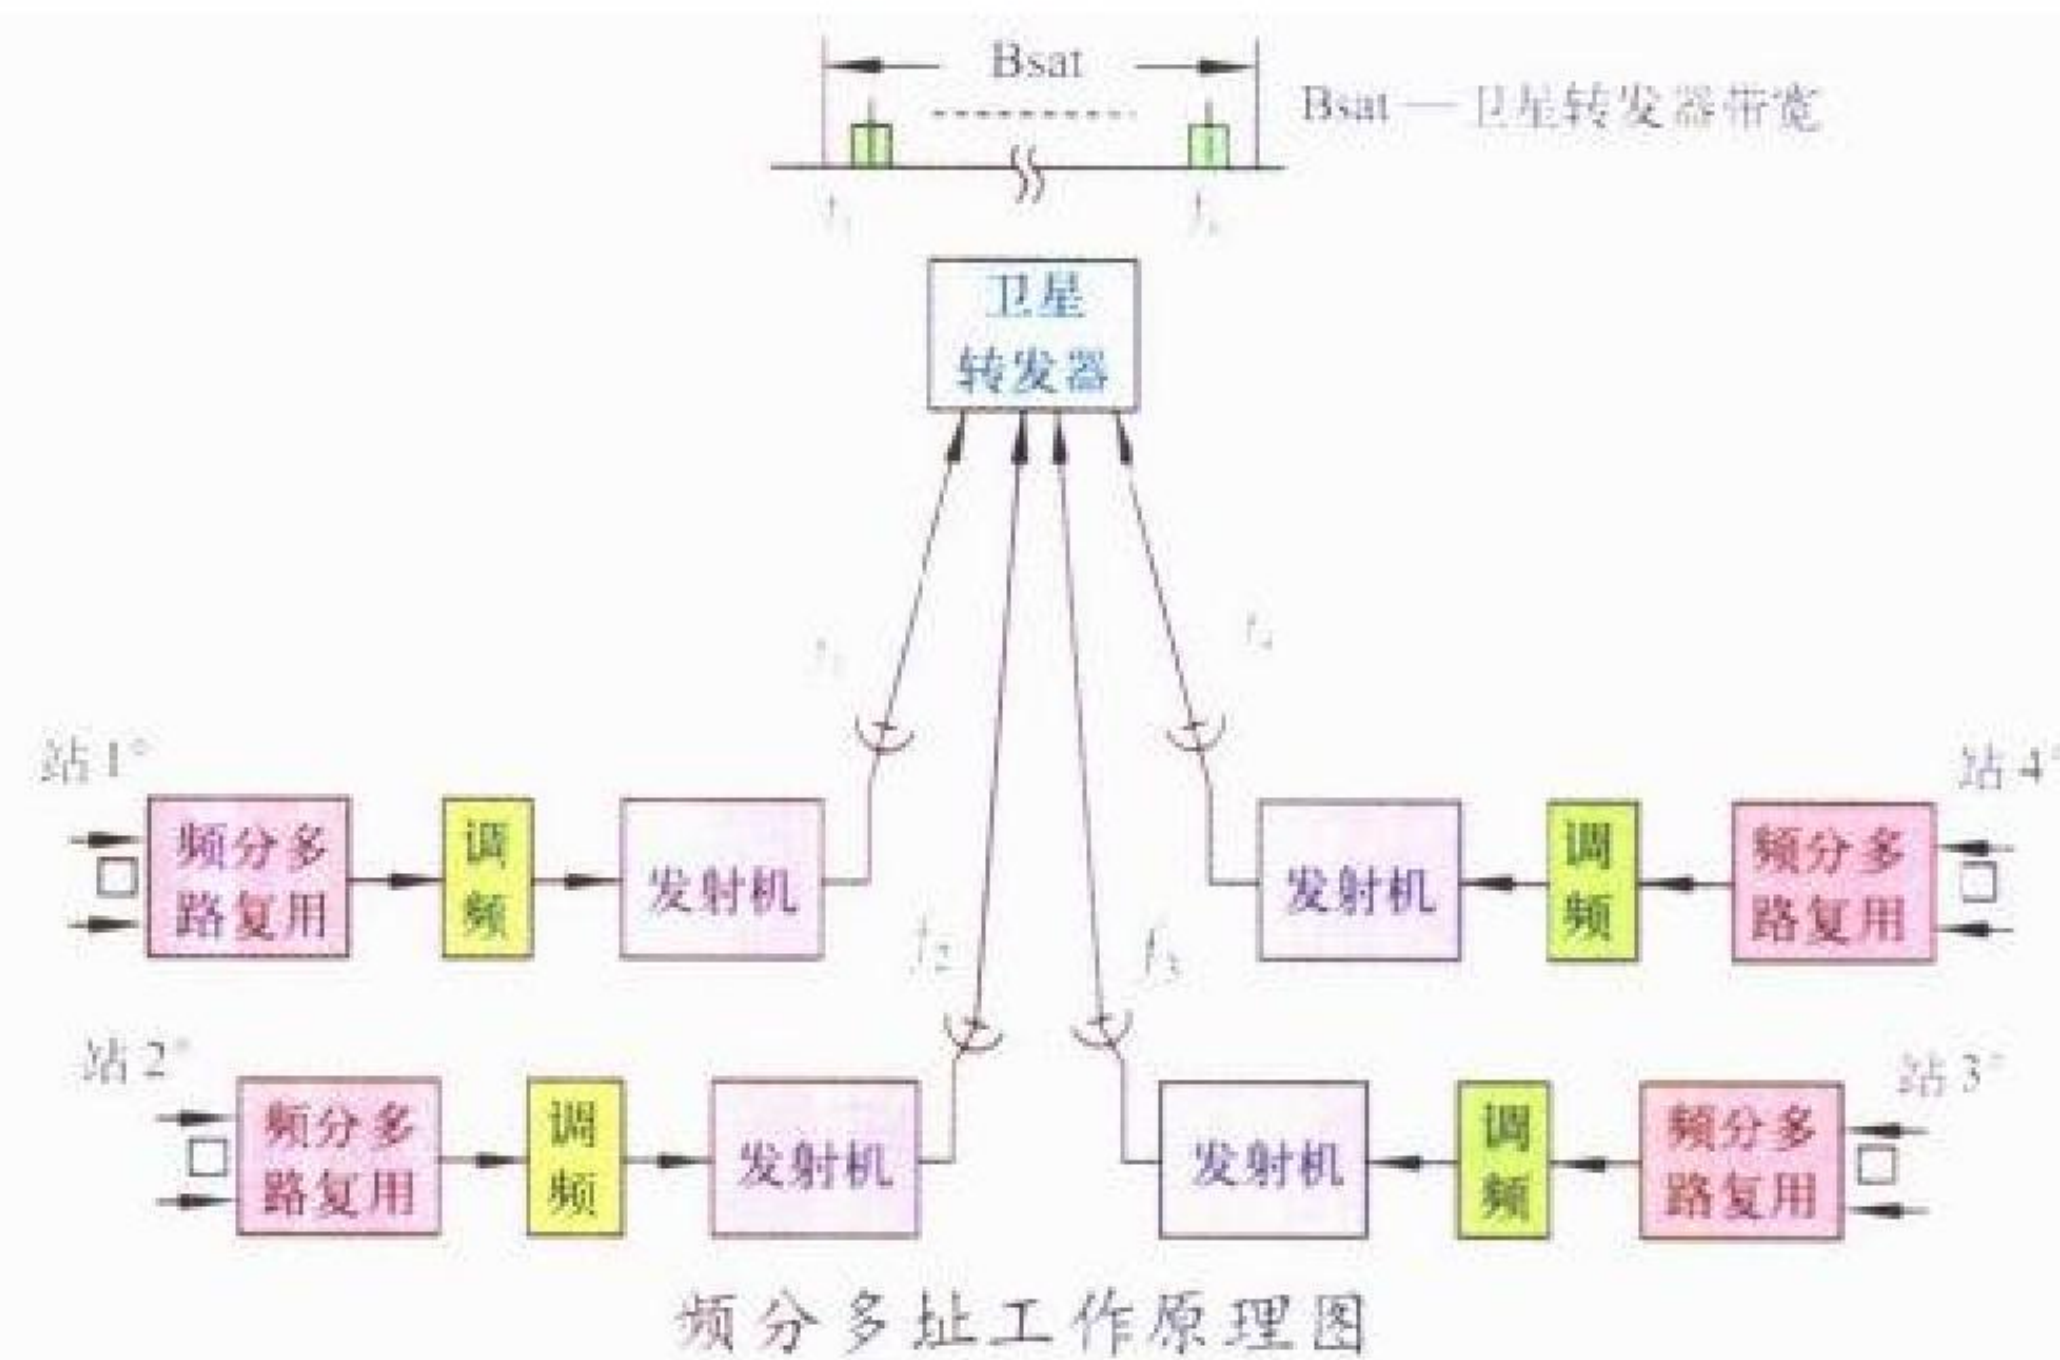 Bsat
Bsat — 卫星转发器带宽
卫星
转发器
站 1°
频分多
路复用
调
频
发射机
f2
f3
发射机
调
频
频分多
路复用
站 4°
站 2°
频分多
路复用
调
频
发射机
发射机
调
频
频分多
路复用
站 3°
频分多址工作原理图